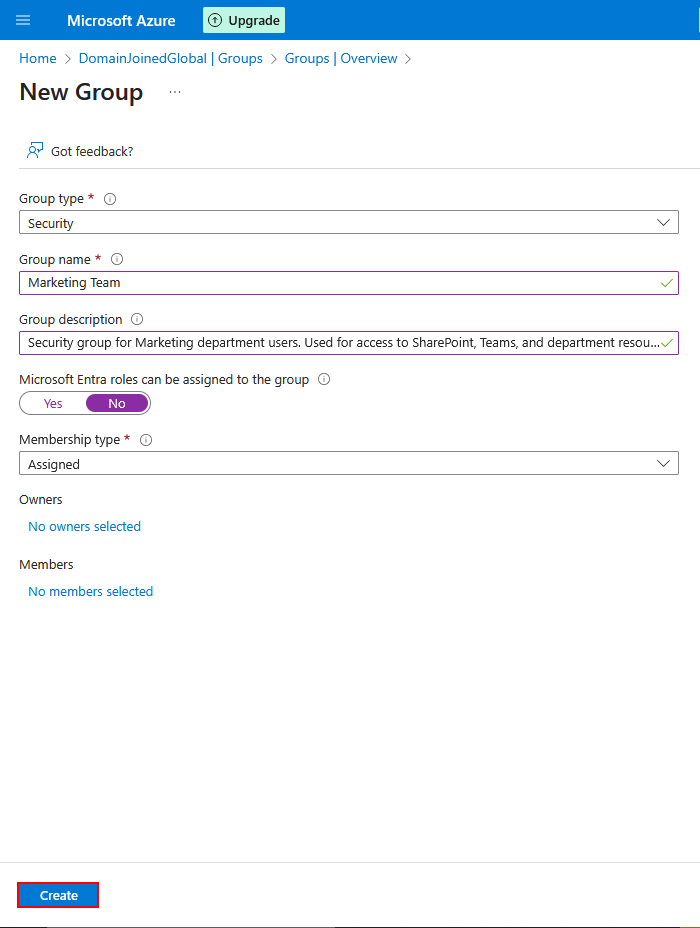 Microsoft Azure Upgrade
Home > DomainJoinedGlobal | Groups > Groups | Overview >
New Group ...
Got feedback?
Group type *
Security
Group name *
Marketing Team
Group description
Security group for Marketing department users. Used for access to SharePoint, Teams, and department resou...
Microsoft Entra roles can be assigned to the group
Yes No
Membership type *
Assigned
Owners
No owners selected
Members
No members selected
Create